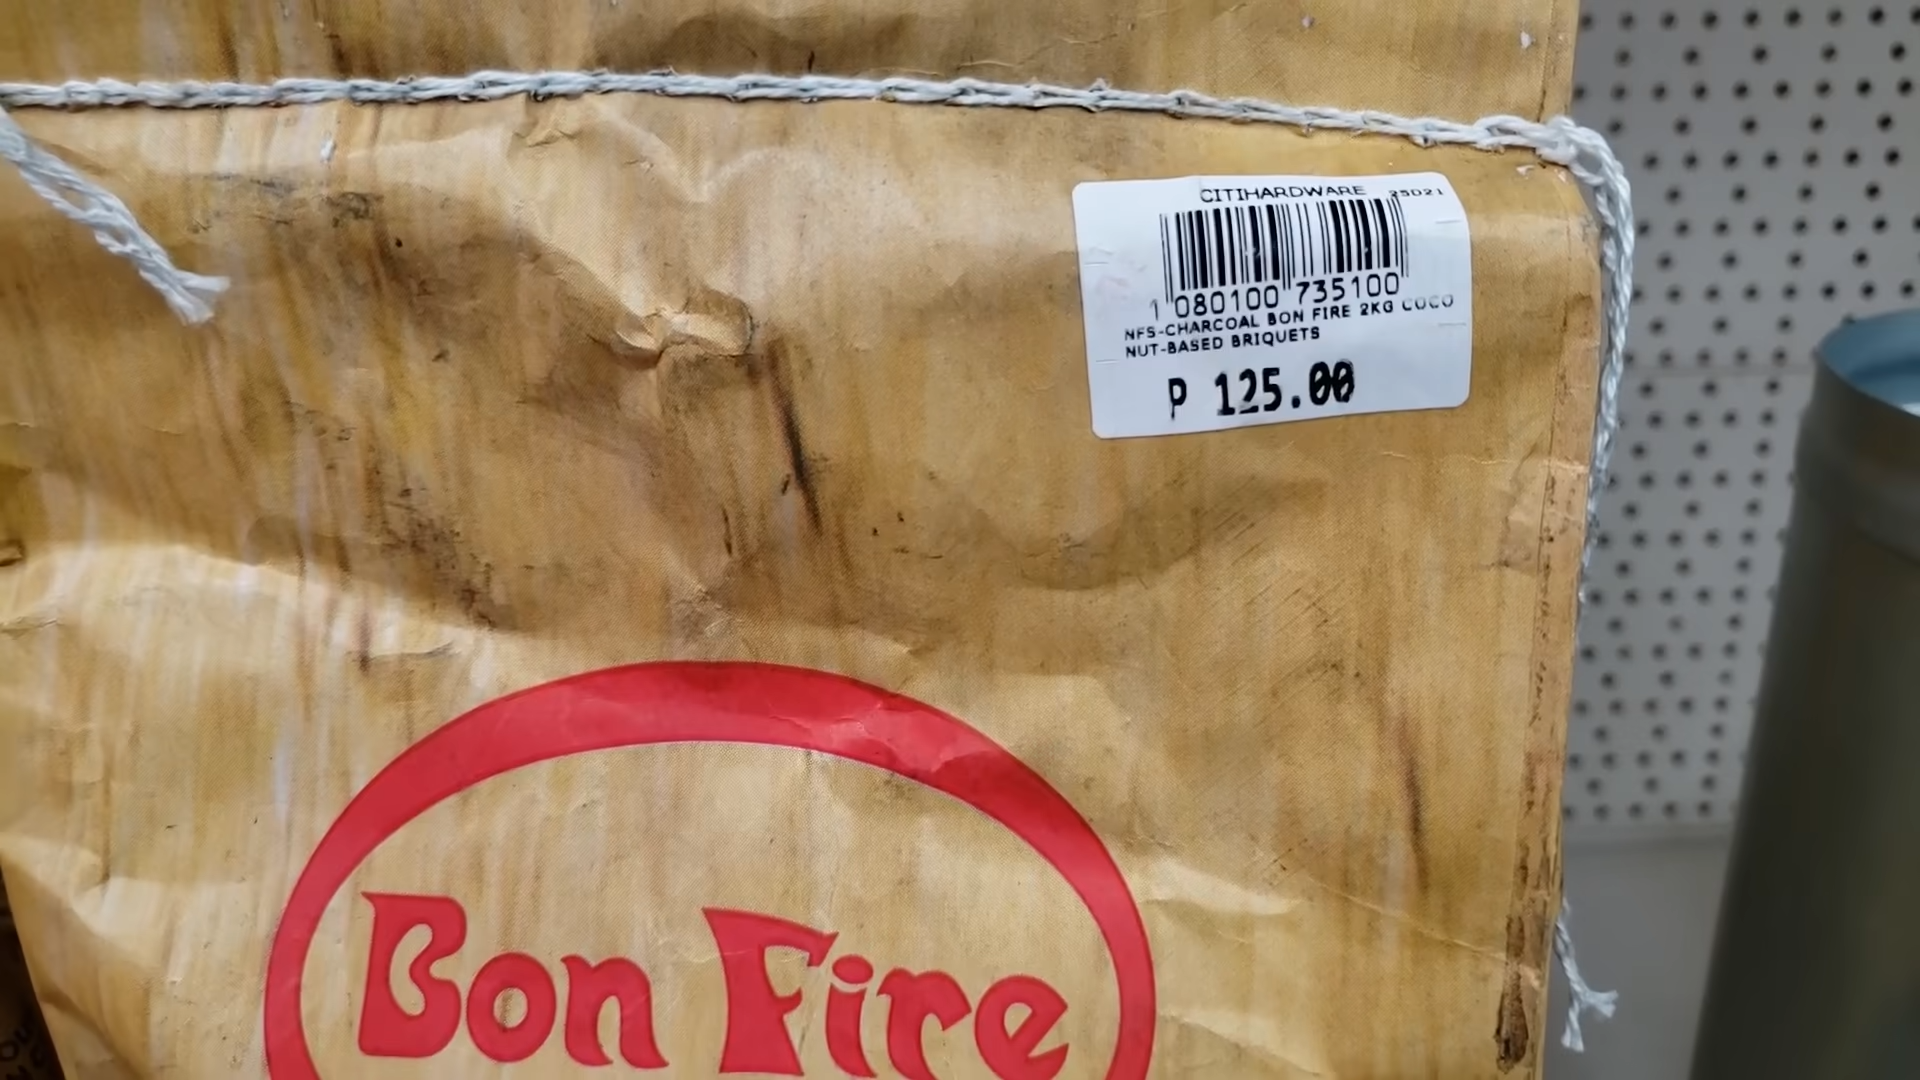 CITIHARDWARE 25021
1 080100 735100
NFS-CHARCOAL BON FIRE 2KG COCO
NUT-BASED BRIQUETS
P 125.00
Bon Fire